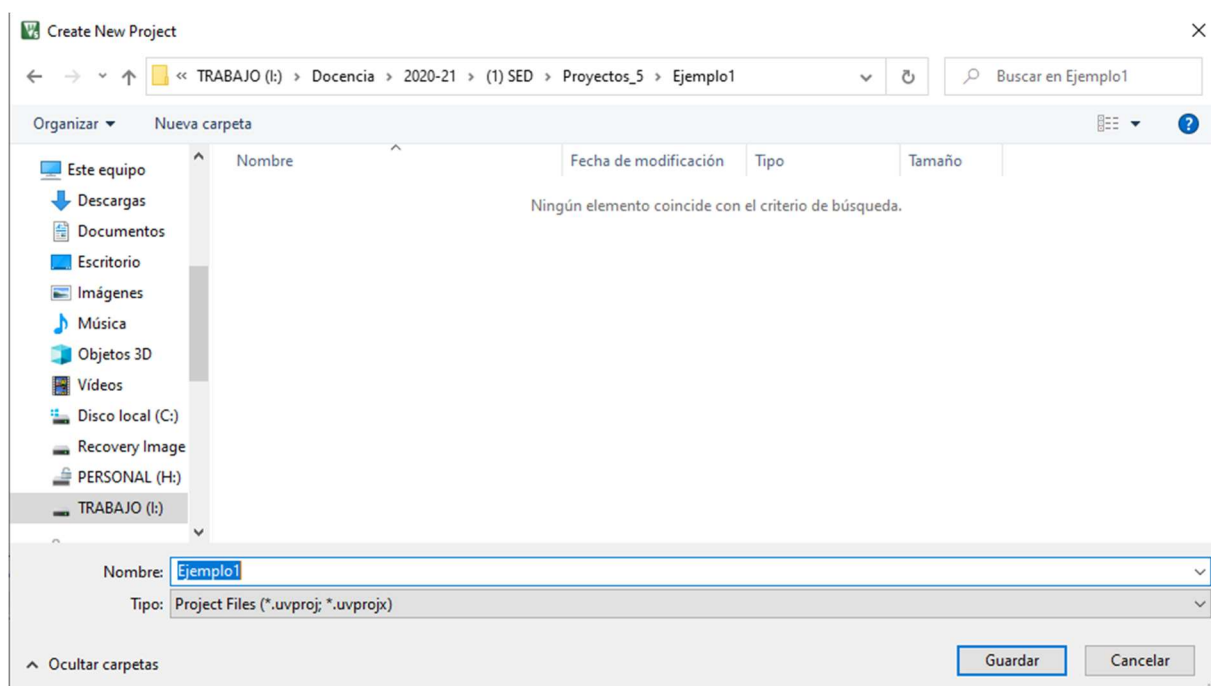 Create New Project
« TRABAJO (I:) > Docencia > 2020-21 > (1) SED > Proyectos_5 > Ejemplo1
Buscar en Ejemplo1
Organizar
Nueva carpeta
Nombre
Fecha de modificación
Tipo
Tamaño
Ningún elemento coincide con el criterio de búsqueda.
Este equipo
Descargas
Documentos
Escritorio
Imágenes
Música
Objetos 3D
Vídeos
Disco local (C:)
Recovery Image
PERSONAL (H:)
TRABAJO (I:)
Nombre: Ejemplo1
Tipo: Project Files (*.uvproj; *.uvprojx)
Ocultar carpetas
Guardar
Cancelar